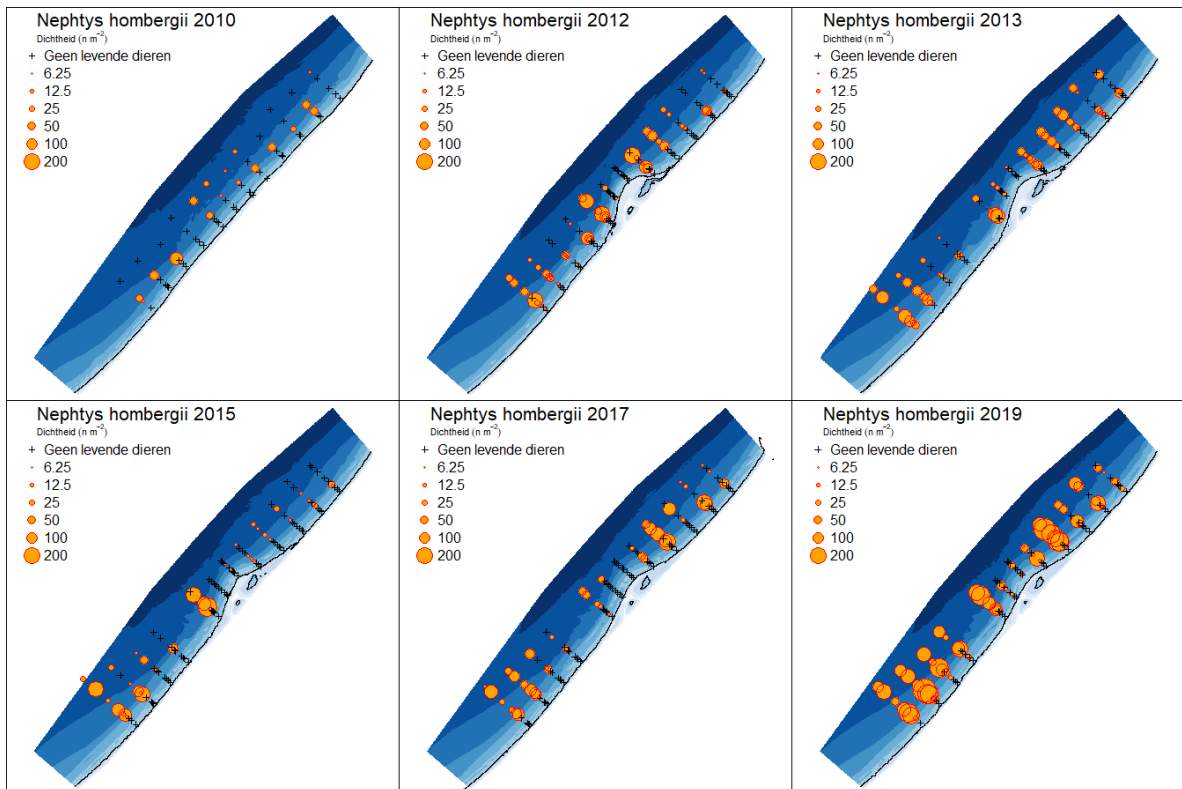 Nephtys hombergii 2010
Dichtheid (n m⁻²)
+ Geen levende dieren
6.25
12.5
25
50
100
200
Nephtys hombergii 2012
Dichtheid (n m⁻²)
+ Geen levende dieren
6.25
12.5
25
50
100
200
Nephtys hombergii 2013
Dichtheid (n m⁻²)
+ Geen levende dieren
6.25
12.5
25
50
100
200
Nephtys hombergii 2015
Dichtheid (n m⁻²)
+ Geen levende dieren
6.25
12.5
25
50
100
200
Nephtys hombergii 2017
Dichtheid (n m⁻²)
+ Geen levende dieren
6.25
12.5
25
50
100
200
Nephtys hombergii 2019
Dichtheid (n m⁻²)
+ Geen levende dieren
6.25
12.5
25
50
100
200